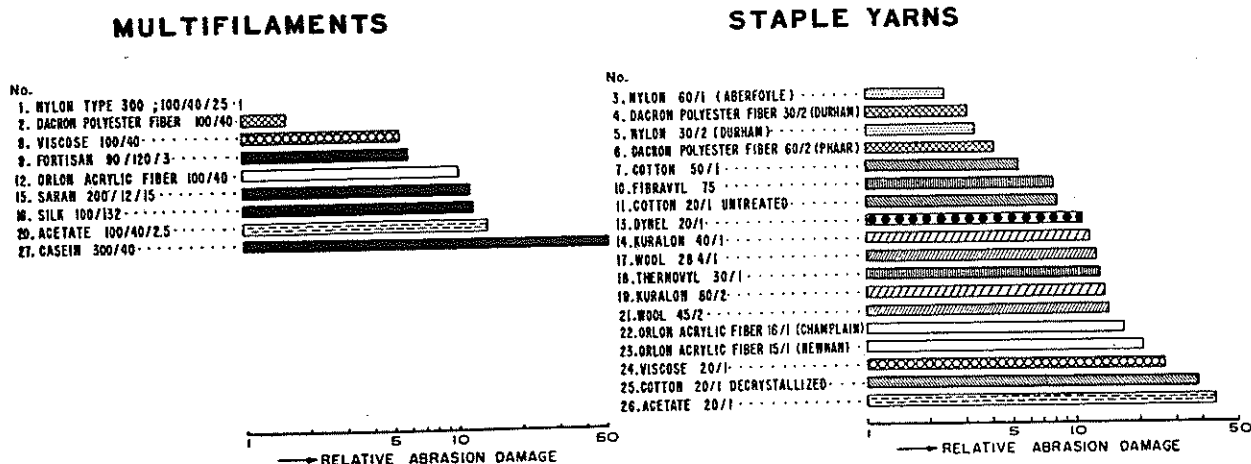 MULTIFILAMENTS
No.
1. NYLON TYPE 300 ; 100/40/25
2. DACRON POLYESTER FIBER 100/40
8. VISCOSE 100/40
9. FORTISAN 90/120/3
12. ORLON ACRYLIC FIBER 100/40
15. SARAN 200/12/15
16. SILK 100/132
20. ACETATE 100/40/2.5
27. CASEIN 300/40
1 5 10 50
RELATIVE ABRASION DAMAGE
STAPLE YARNS
No.
3. NYLON 60/1 (ABERFOYLE)
4. DACRON POLYESTER FIBER 30/2 (DURHAM)
5. NYLON 30/2 (DURHAM)
6. DACRON POLYESTER FIBER 60/2 (PHAAR)
7. COTTON 50/1
10. FIBRAVYL 75
11. COTTON 20/1 UNTREATED
13. DYNEL 20/1
14. KURALON 40/1
17. WOOL 28 4/1
18. THERMOVYL 30/1
19. KURALON 80/2
21. WOOL 45/2
22. ORLON ACRYLIC FIBER 16/1 (CHAMPLAIN)
23. ORLON ACRYLIC FIBER 15/1 (NEWNAN)
24. VISCOSE 20/1
25. COTTON 20/1 DECRYSTALLIZED
26. ACETATE 20/1
1 5 10 50
RELATIVE ABRASION DAMAGE